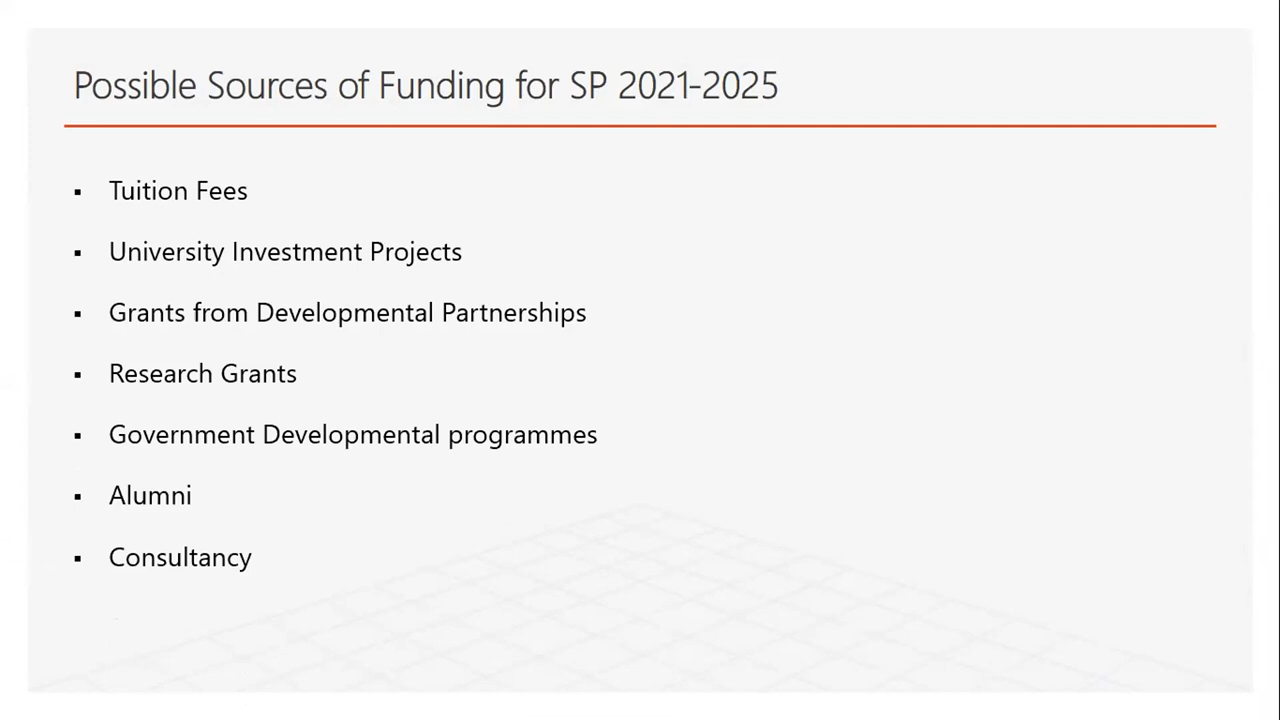 Possible Sources of Funding for SP 2021-2025
▪ Tuition Fees
▪ University Investment Projects
▪ Grants from Developmental Partnerships
▪ Research Grants
▪ Government Developmental programmes
▪ Alumni
▪ Consultancy